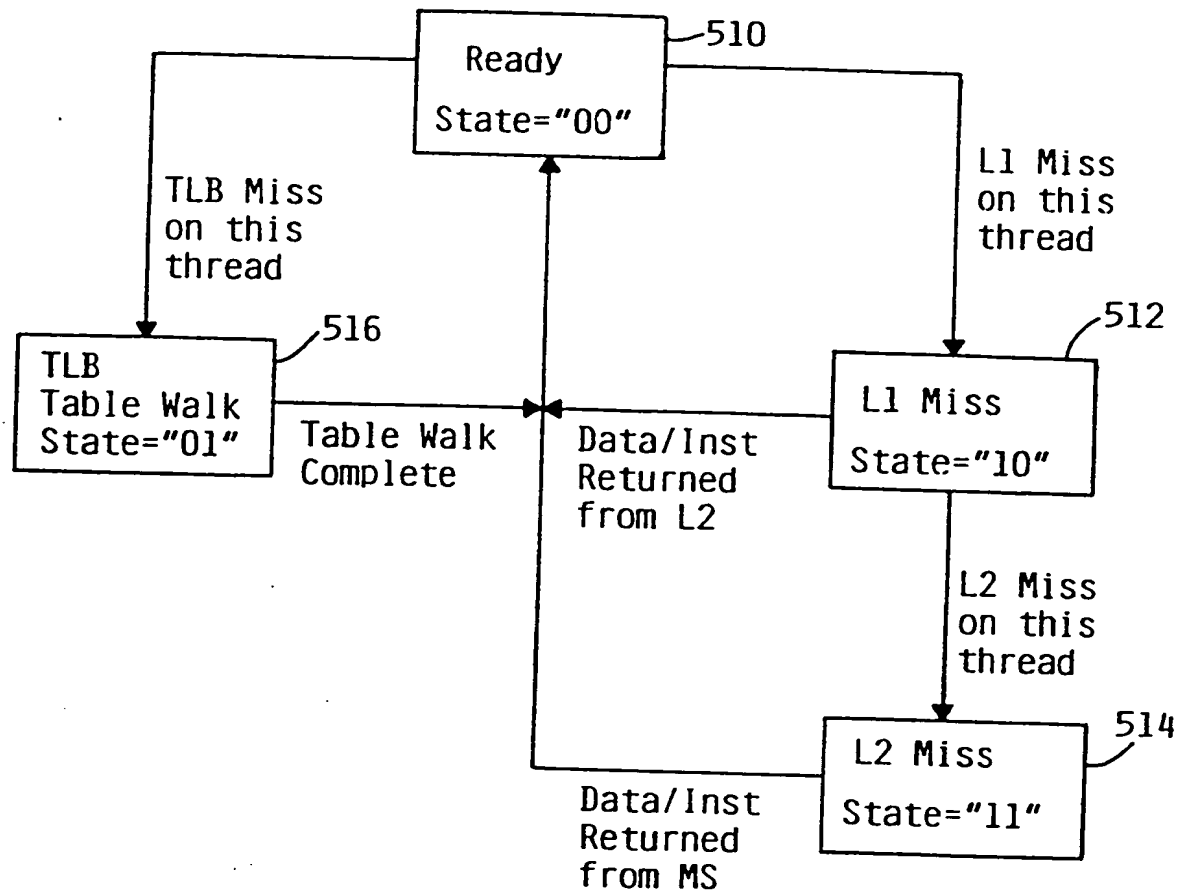 510
Ready
State="00"
TLB Miss
on this
thread
L1 Miss
on this
thread
516
TLB
Table Walk
State="01"
512
L1 Miss
State="10"
Table Walk
Complete
Data/Inst
Returned
from L2
L2 Miss
on this
thread
514
L2 Miss
State="11"
Data/Inst
Returned
from MS